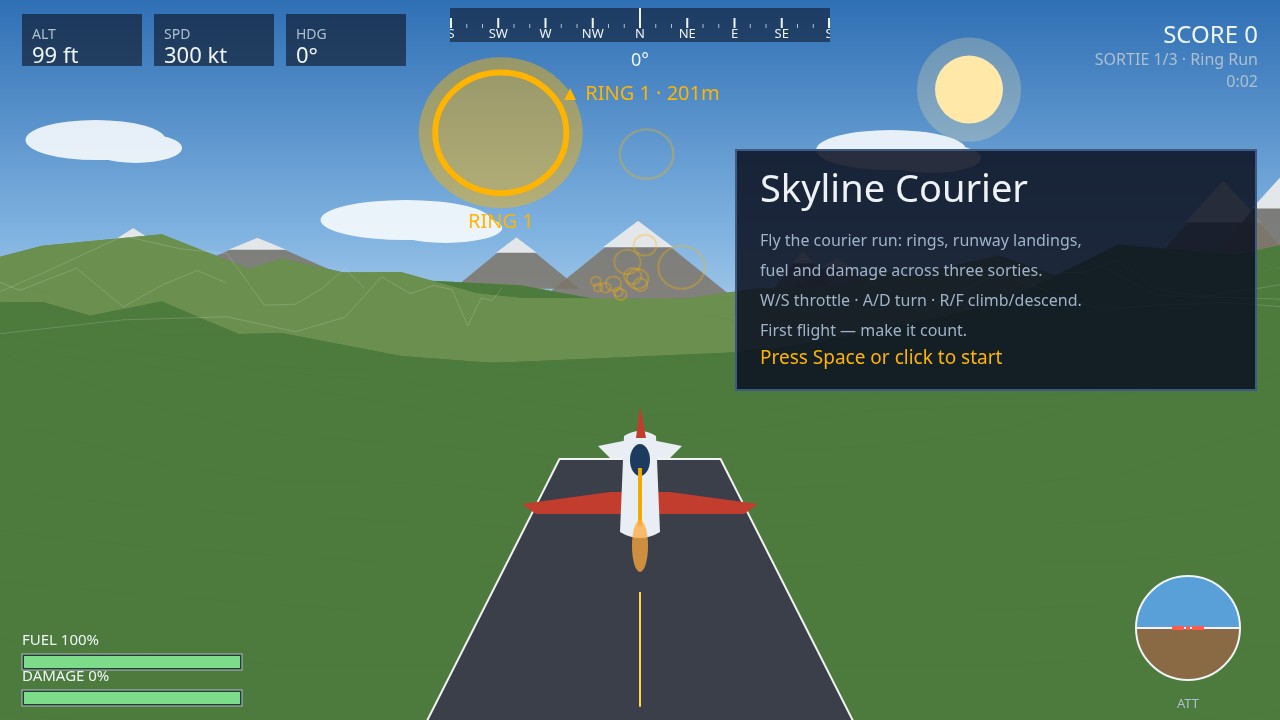 ALT
99 ft
SPD
300 kt
HDG
0°
S SW W NW N NE E SE S
0°
▲ RING 1 · 201m
SCORE 0
SORTIE 1/3 · Ring Run
0:02
RING 1
Skyline Courier
Fly the courier run: rings, runway landings,
fuel and damage across three sorties.
W/S throttle · A/D turn · R/F climb/descend.
First flight — make it count.
Press Space or click to start
FUEL 100%
DAMAGE 0%
ATT